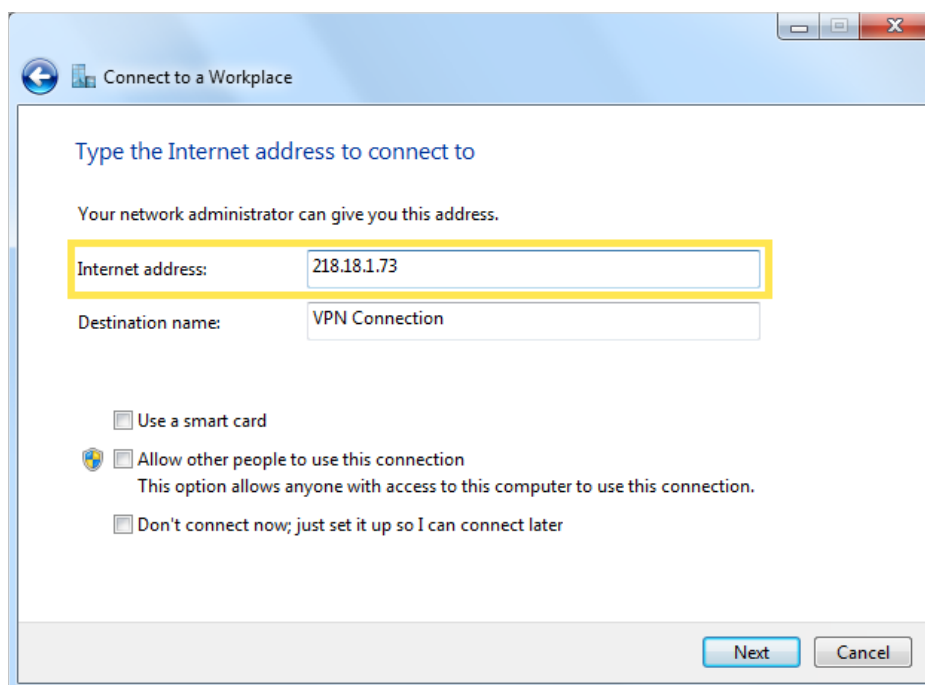 Connect to a Workplace
Type the Internet address to connect to
Your network administrator can give you this address.
Internet address: 218.18.1.73
Destination name: VPN Connection
Use a smart card
Allow other people to use this connection
This option allows anyone with access to this computer to use this connection.
Don't connect now; just set it up so I can connect later
Next Cancel